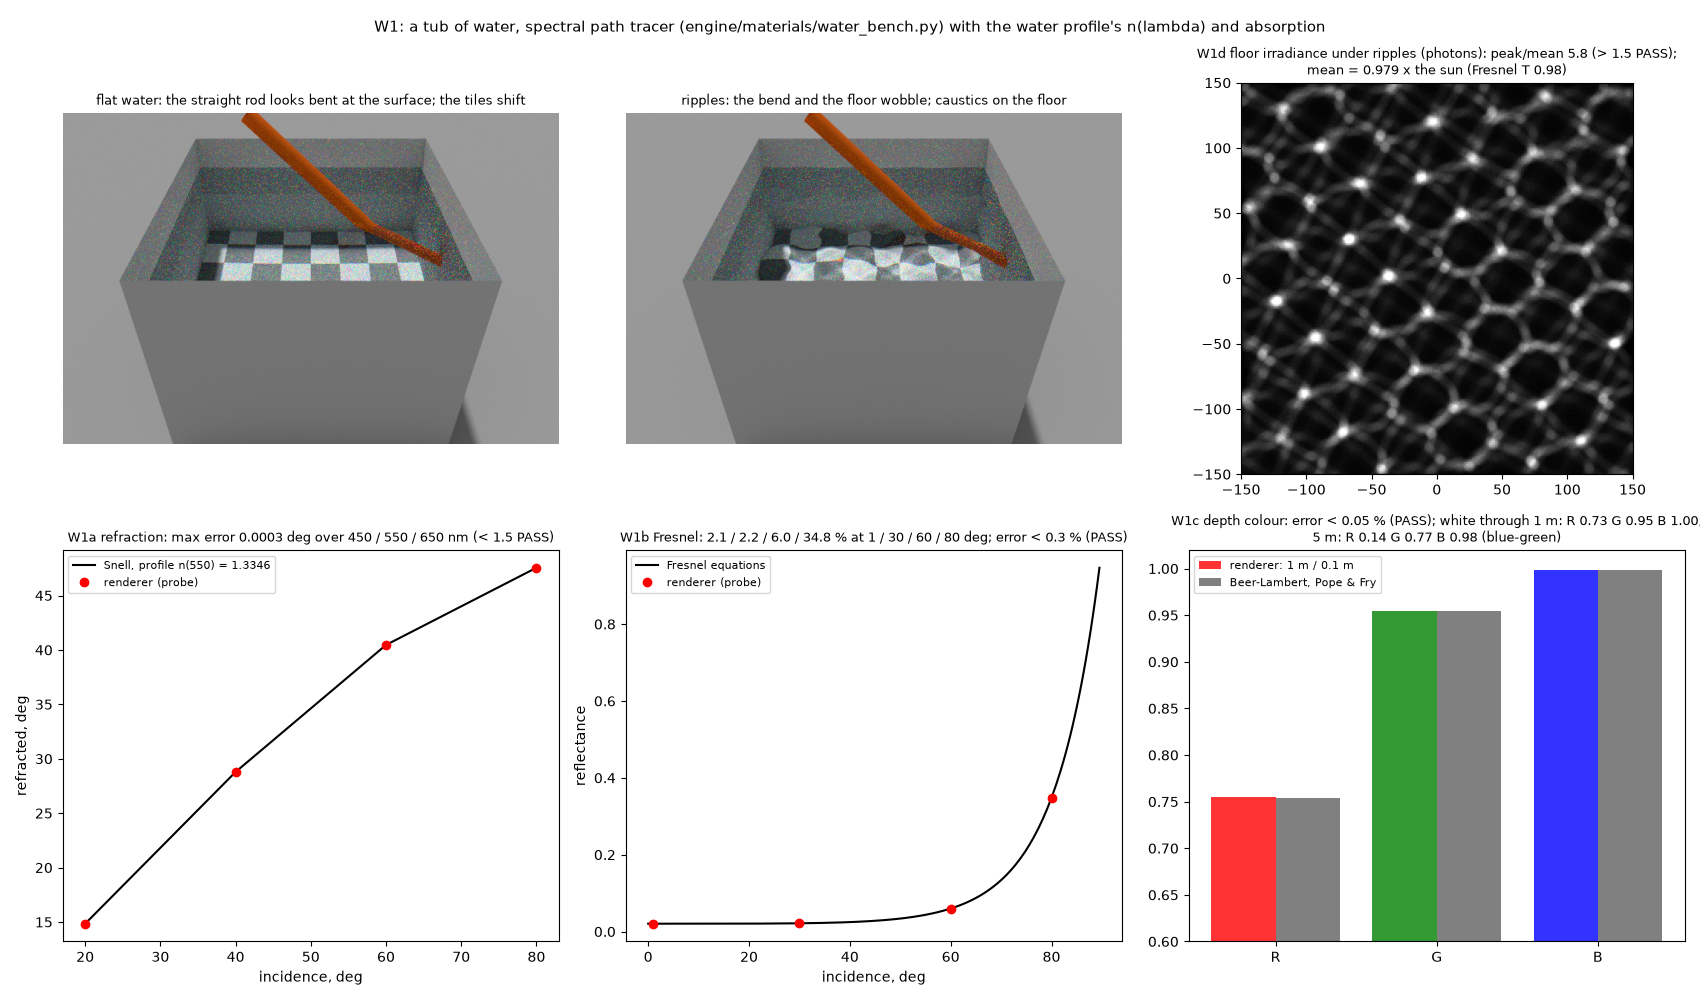 W1: a tub of water, spectral path tracer (engine/materials/water_bench.py) with the water profile's n(lambda) and absorption
flat water: the straight rod looks bent at the surface; the tiles shift
ripples: the bend and the floor wobble; caustics on the floor
W1d floor irradiance under ripples (photons): peak/mean 5.8 (> 1.5 PASS);
mean = 0.979 x the sun (Fresnel T 0.98)
150
100
50
0
−50
−100
−150
−150 −100 −50 0 50 100 150
W1a refraction: max error 0.0003 deg over 450 / 550 / 650 nm (< 1.5 PASS)
Snell, profile n(550) = 1.3346
renderer (probe)
45
40
35
30
25
20
15
refracted, deg
20 30 40 50 60 70 80
incidence, deg
W1b Fresnel: 2.1 / 2.2 / 6.0 / 34.8 % at 1 / 30 / 60 / 80 deg; error < 0.3 % (PASS)
Fresnel equations
renderer (probe)
0.8
0.6
0.4
0.2
0.0
reflectance
0 20 40 60 80
incidence, deg
W1c depth colour: error < 0.05 % (PASS); white through 1 m: R 0.73 G 0.95 B 1.00,
5 m: R 0.14 G 0.77 B 0.98 (blue-green)
renderer: 1 m / 0.1 m
Beer-Lambert, Pope & Fry
1.00
0.95
0.90
0.85
0.80
0.75
0.70
0.65
0.60
R G B